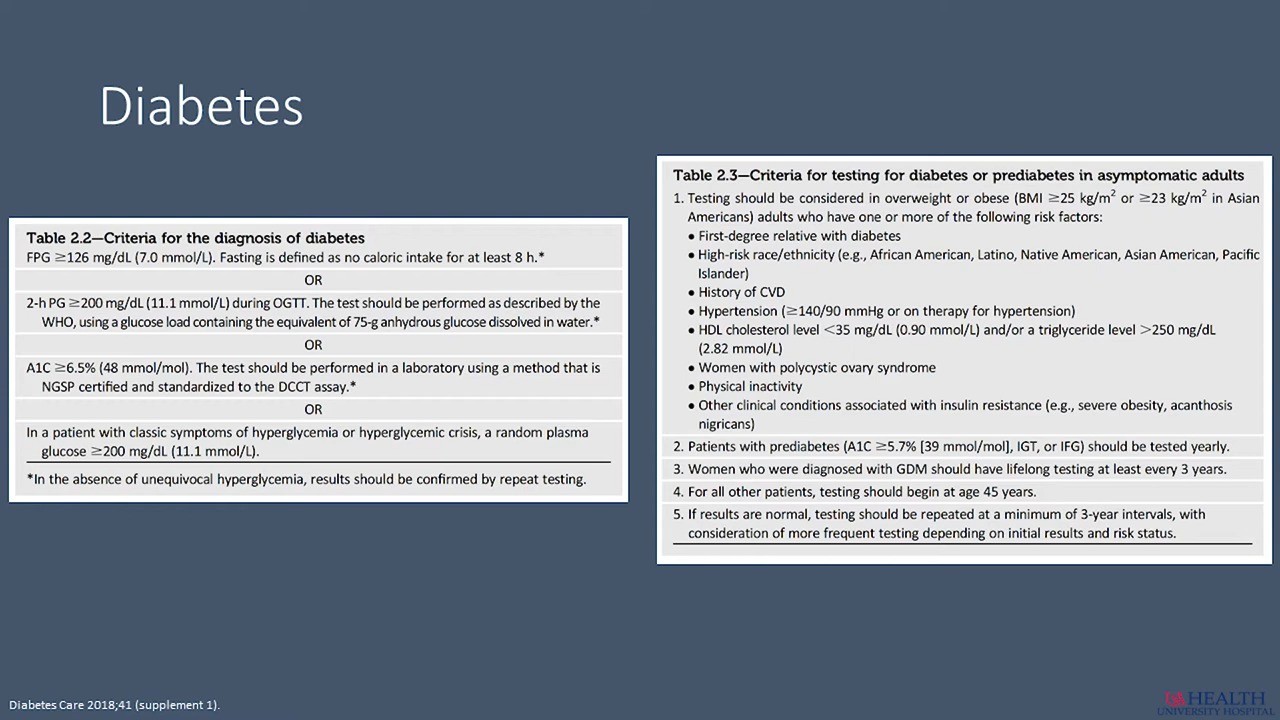 Diabetes
Table 2.2—Criteria for the diagnosis of diabetes
FPG ≥126 mg/dL (7.0 mmol/L). Fasting is defined as no caloric intake for at least 8 h.*
OR
2-h PG ≥200 mg/dL (11.1 mmol/L) during OGTT. The test should be performed as described by the
WHO, using a glucose load containing the equivalent of 75-g anhydrous glucose dissolved in water.*
OR
A1C ≥6.5% (48 mmol/mol). The test should be performed in a laboratory using a method that is
NGSP certified and standardized to the DCCT assay.*
OR
In a patient with classic symptoms of hyperglycemia or hyperglycemic crisis, a random plasma
glucose ≥200 mg/dL (11.1 mmol/L).
*In the absence of unequivocal hyperglycemia, results should be confirmed by repeat testing.
Table 2.3—Criteria for testing for diabetes or prediabetes in asymptomatic adults
1. Testing should be considered in overweight or obese (BMI ≥25 kg/m² or ≥23 kg/m² in Asian
Americans) adults who have one or more of the following risk factors:
• First-degree relative with diabetes
• High-risk race/ethnicity (e.g., African American, Latino, Native American, Asian American, Pacific
Islander)
• History of CVD
• Hypertension (≥140/90 mmHg or on therapy for hypertension)
• HDL cholesterol level <35 mg/dL (0.90 mmol/L) and/or a triglyceride level >250 mg/dL
(2.82 mmol/L)
• Women with polycystic ovary syndrome
• Physical inactivity
• Other clinical conditions associated with insulin resistance (e.g., severe obesity, acanthosis
nigricans)
2. Patients with prediabetes (A1C ≥5.7% [39 mmol/mol], IGT, or IFG) should be tested yearly.
3. Women who were diagnosed with GDM should have lifelong testing at least every 3 years.
4. For all other patients, testing should begin at age 45 years.
5. If results are normal, testing should be repeated at a minimum of 3-year intervals, with
consideration of more frequent testing depending on initial results and risk status.
Diabetes Care 2018;41 (supplement 1).
HEALTH
UNIVERSITY HOSPITAL